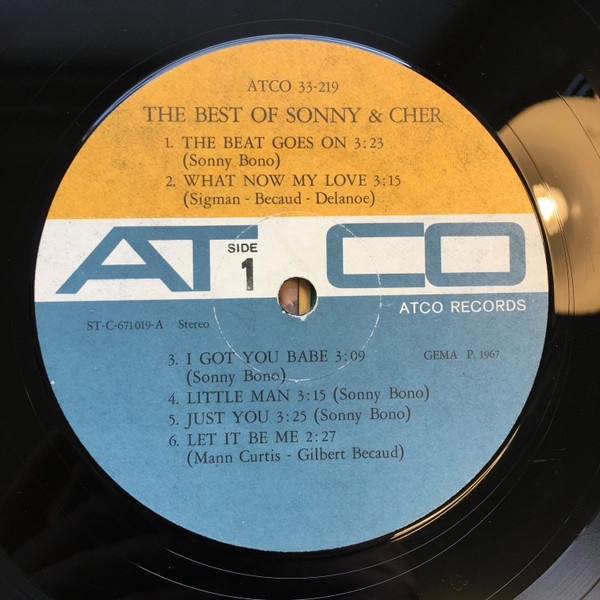 ATCO 33-219
THE BEST OF SONNY & CHER
1. THE BEAT GOES ON 3:23
(Sonny Bono)
2. WHAT NOW MY LOVE 3:15
(Sigman - Becaud - Delanoe)
ATCO
SIDE
1
ATCO RECORDS
ST-C-671019-A Stereo
3. I GOT YOU BABE 3:09
(Sonny Bono)
GEMA P. 1967
4. LITTLE MAN 3:15 (Sonny Bono)
5. JUST YOU 3:25 (Sonny Bono)
6. LET IT BE ME 2:27
(Mann Curtis - Gilbert Becaud)